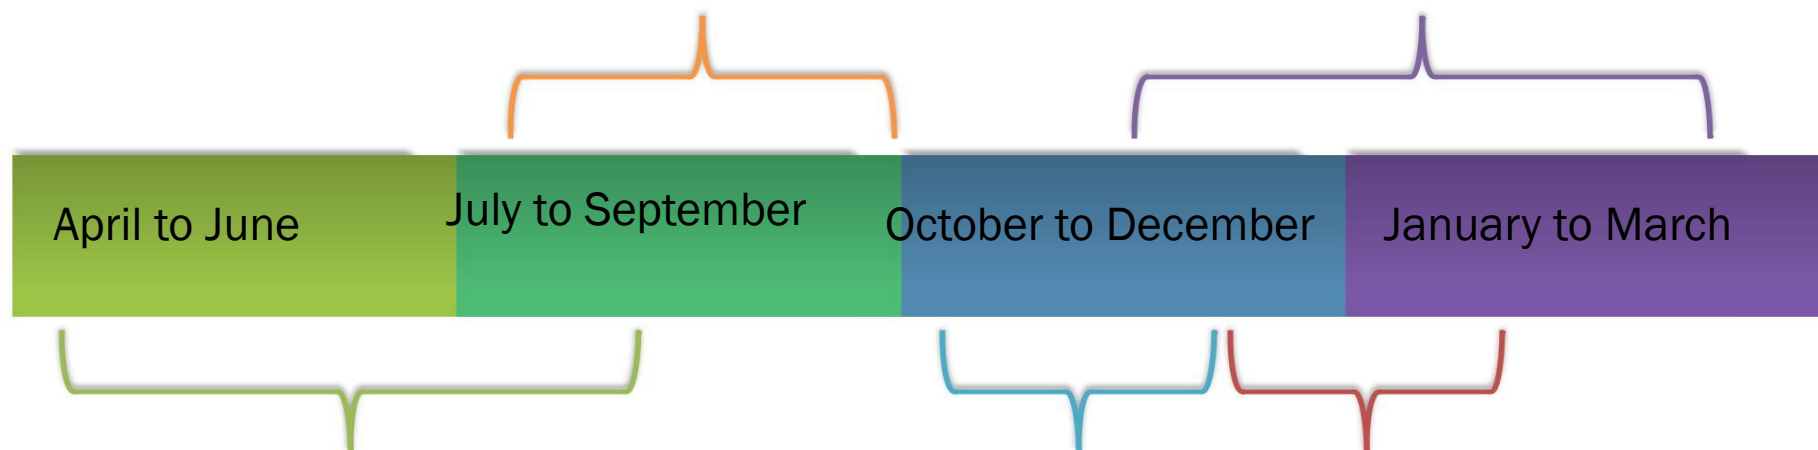 April to June
July to September
October to December
January to March